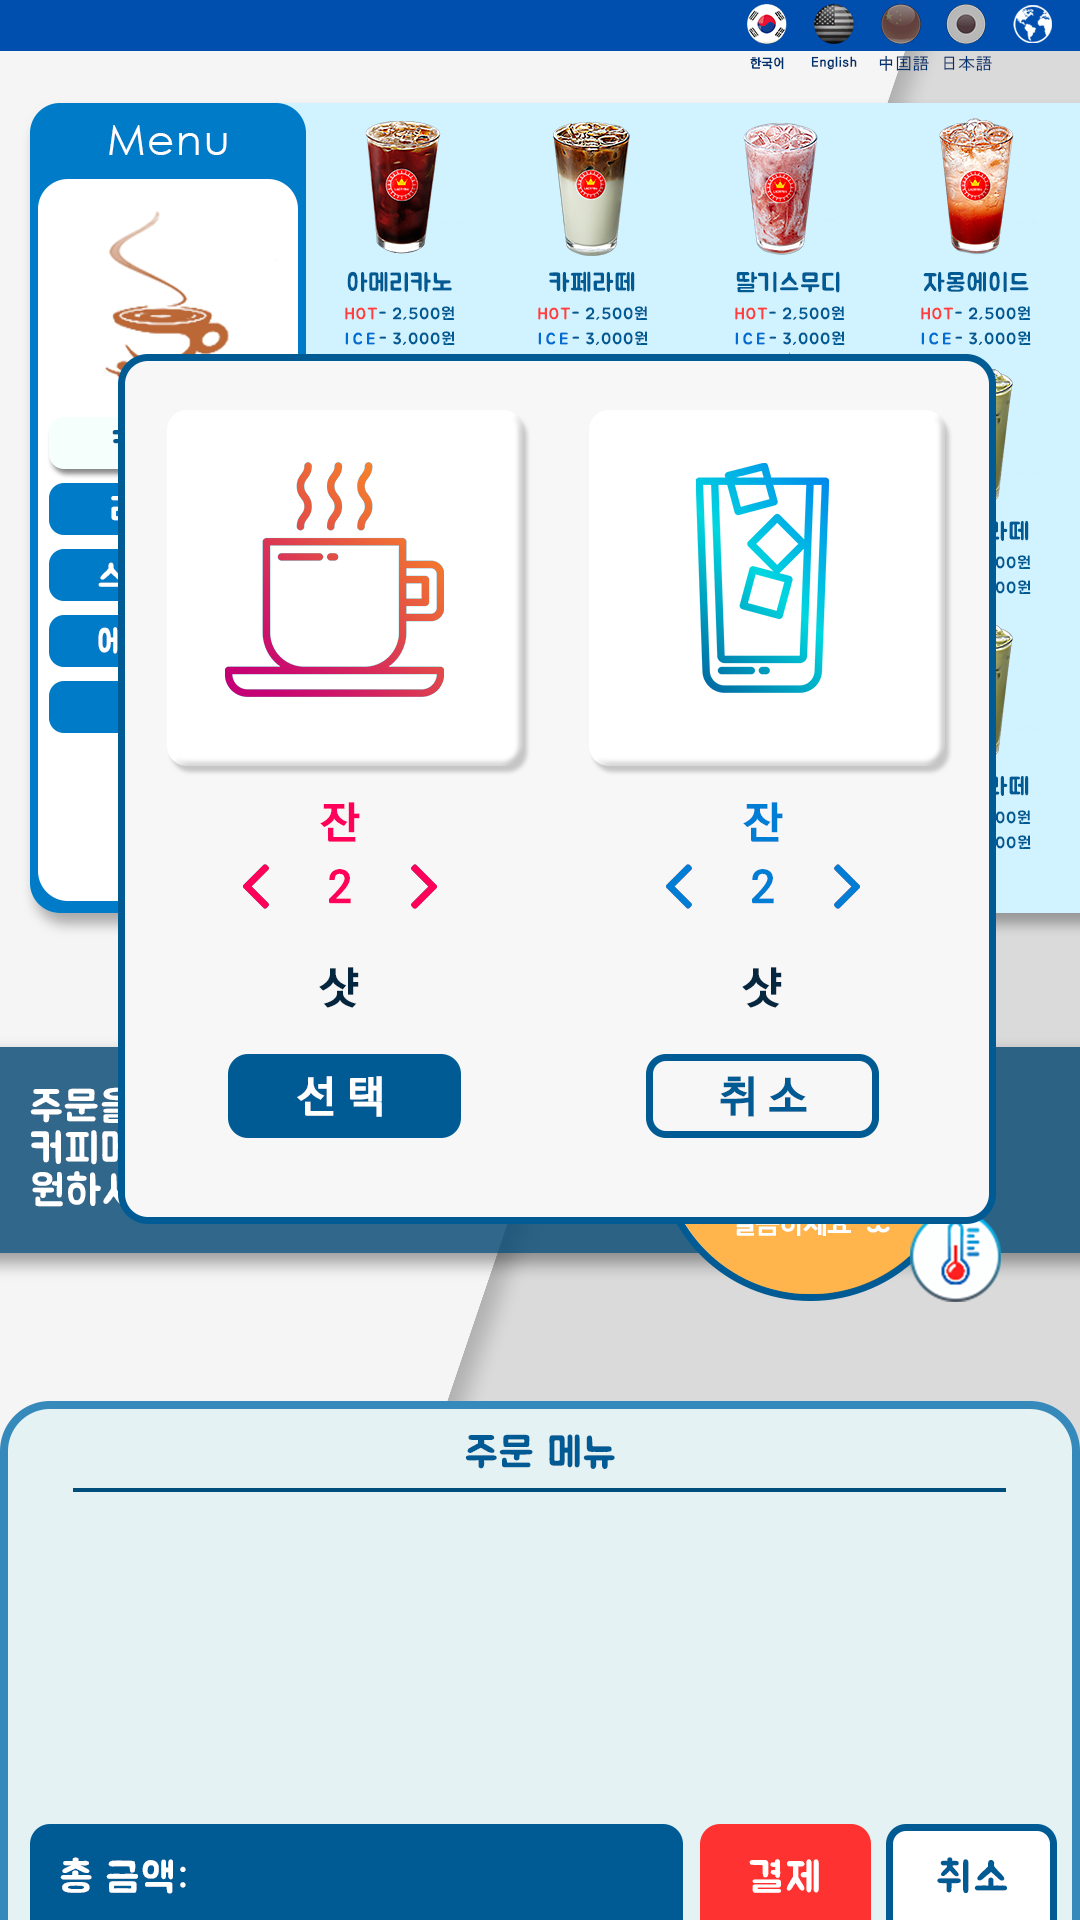 한국어 English 中国語 日本語
Menu
아메리카노 카페라떼 딸기스무디 자몽에이드
HOT- 2,500원 HOT- 2,500원 HOT- 2,500원 HOT- 2,500원
ICE- 3,000원 ICE- 3,000원 ICE- 3,000원 ICE- 3,000원
라떼
00원
00원
라떼
00원
00원
잔 잔
2 2
샷 샷
선택 취소
주문을
커피머
원하시
말씀하세요
주문 메뉴
총 금액:
결제
취소